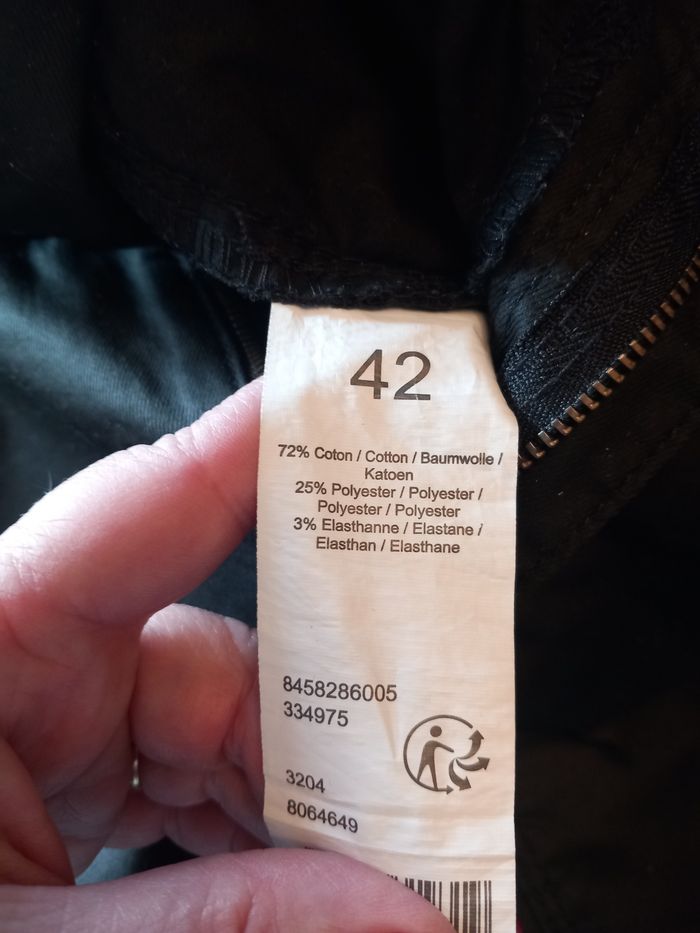 42
72% Coton / Cotton / Baumwolle /
Katoen
25% Polyester / Polyester /
Polyester / Polyester
3% Elasthanne / Elastane /
Elasthan / Elasthane
8458286005
334975
3204
8064649